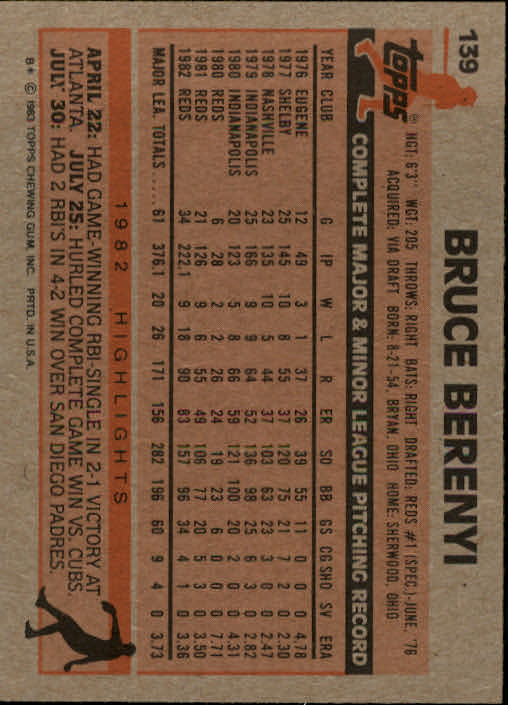 139
BRUCE BERENYI
topps®
HGT: 6'3" WGT: 205 THROWS: RIGHT BATS: RIGHT DRAFTED: REDS #1 (SPEC.)-JUNE, '76
ACQUIRED: VIA DRAFT BORN: 8-21-54 BRYAN, OHIO HOME: SHERWOOD, OHIO
COMPLETE MAJOR & MINOR LEAGUE PITCHING RECORD
YEAR CLUB G IP W L R ER SO BB GS CG SHO SV ERA
1976 EUGENE 12 49 3 1 37 26 39 55 11 0 0 0 4.78
1977 SHELBY 25 145 10 8 55 37 120 75 21 7 2 0 2.30
1978 NASHVILLE 23 135 10 5 44 37 103 63 23 3 0 0 2.47
1979 INDIANAPOLIS 25 166 9 9 64 52 136 98 25 6 3 0 2.82
1980 INDIANAPOLIS 20 123 5 8 66 59 121 100 20 2 0 0 4.31
1980 REDS 6 28 2 2 26 24 19 23 6 0 0 0 7.71
1981 REDS 21 126 9 6 55 49 106 77 20 5 3 0 3.50
1982 REDS 34 222.1 9 18 90 83 157 96 34 4 1 0 3.36
MAJOR LEA. TOTALS .... 61 376.1 20 26 171 156 282 196 60 9 4 0 3.73
1982 HIGHLIGHTS
APRIL 22: HAD GAME-WINNING RBI-SINGLE IN 2-1 VICTORY AT
ATLANTA. JULY 25: HURLED COMPLETE GAME WIN VS. CUBS.
JULY 30: HAD 2 RBI'S IN 4-2 WIN OVER SAN DIEGO PADRES.
B* © 1983 TOPPS CHEWING GUM, INC. PRTD. IN U.S.A.